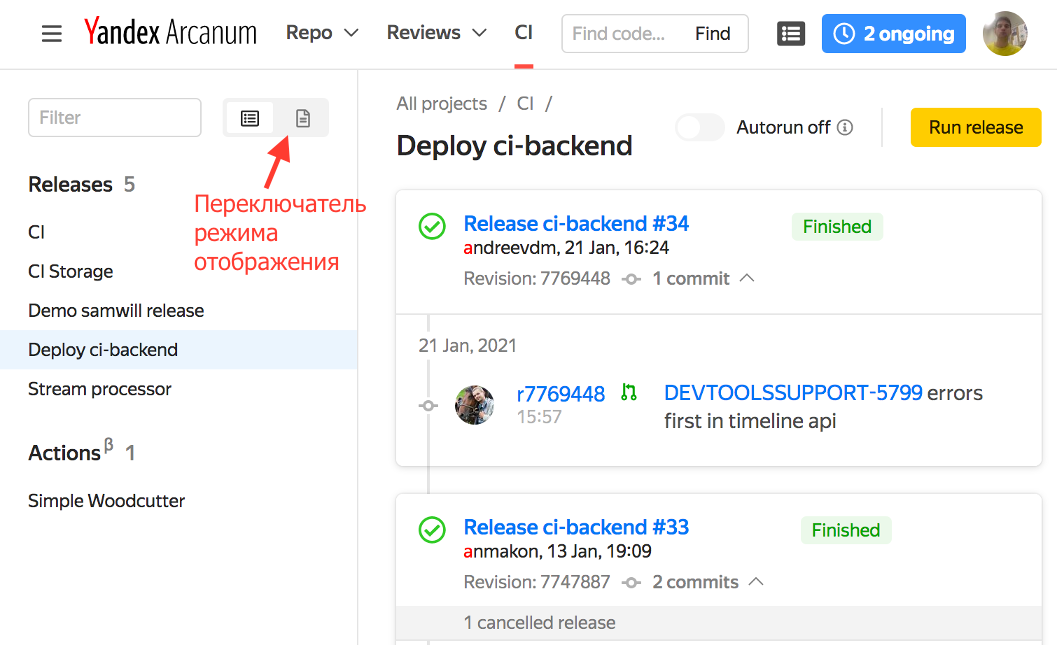 Yandex Arcanum Repo Reviews CI Find code... Find 2 ongoing
Filter
Переключатель
режима
отображения
Releases 5
CI
CI Storage
Demo samwill release
Deploy ci-backend
Stream processor
Actions β 1
Simple Woodcutter
All projects / CI /
Deploy ci-backend
Autorun off
Run release
Release ci-backend #34
Finished
andreevdm, 21 Jan, 16:24
Revision: 7769448 1 commit
21 Jan, 2021
r7769448 DEVTOOLSSUPPORT-5799 errors
15:57 first in timeline api
Release ci-backend #33
Finished
anmakon, 13 Jan, 19:09
Revision: 7747887 2 commits
1 cancelled release